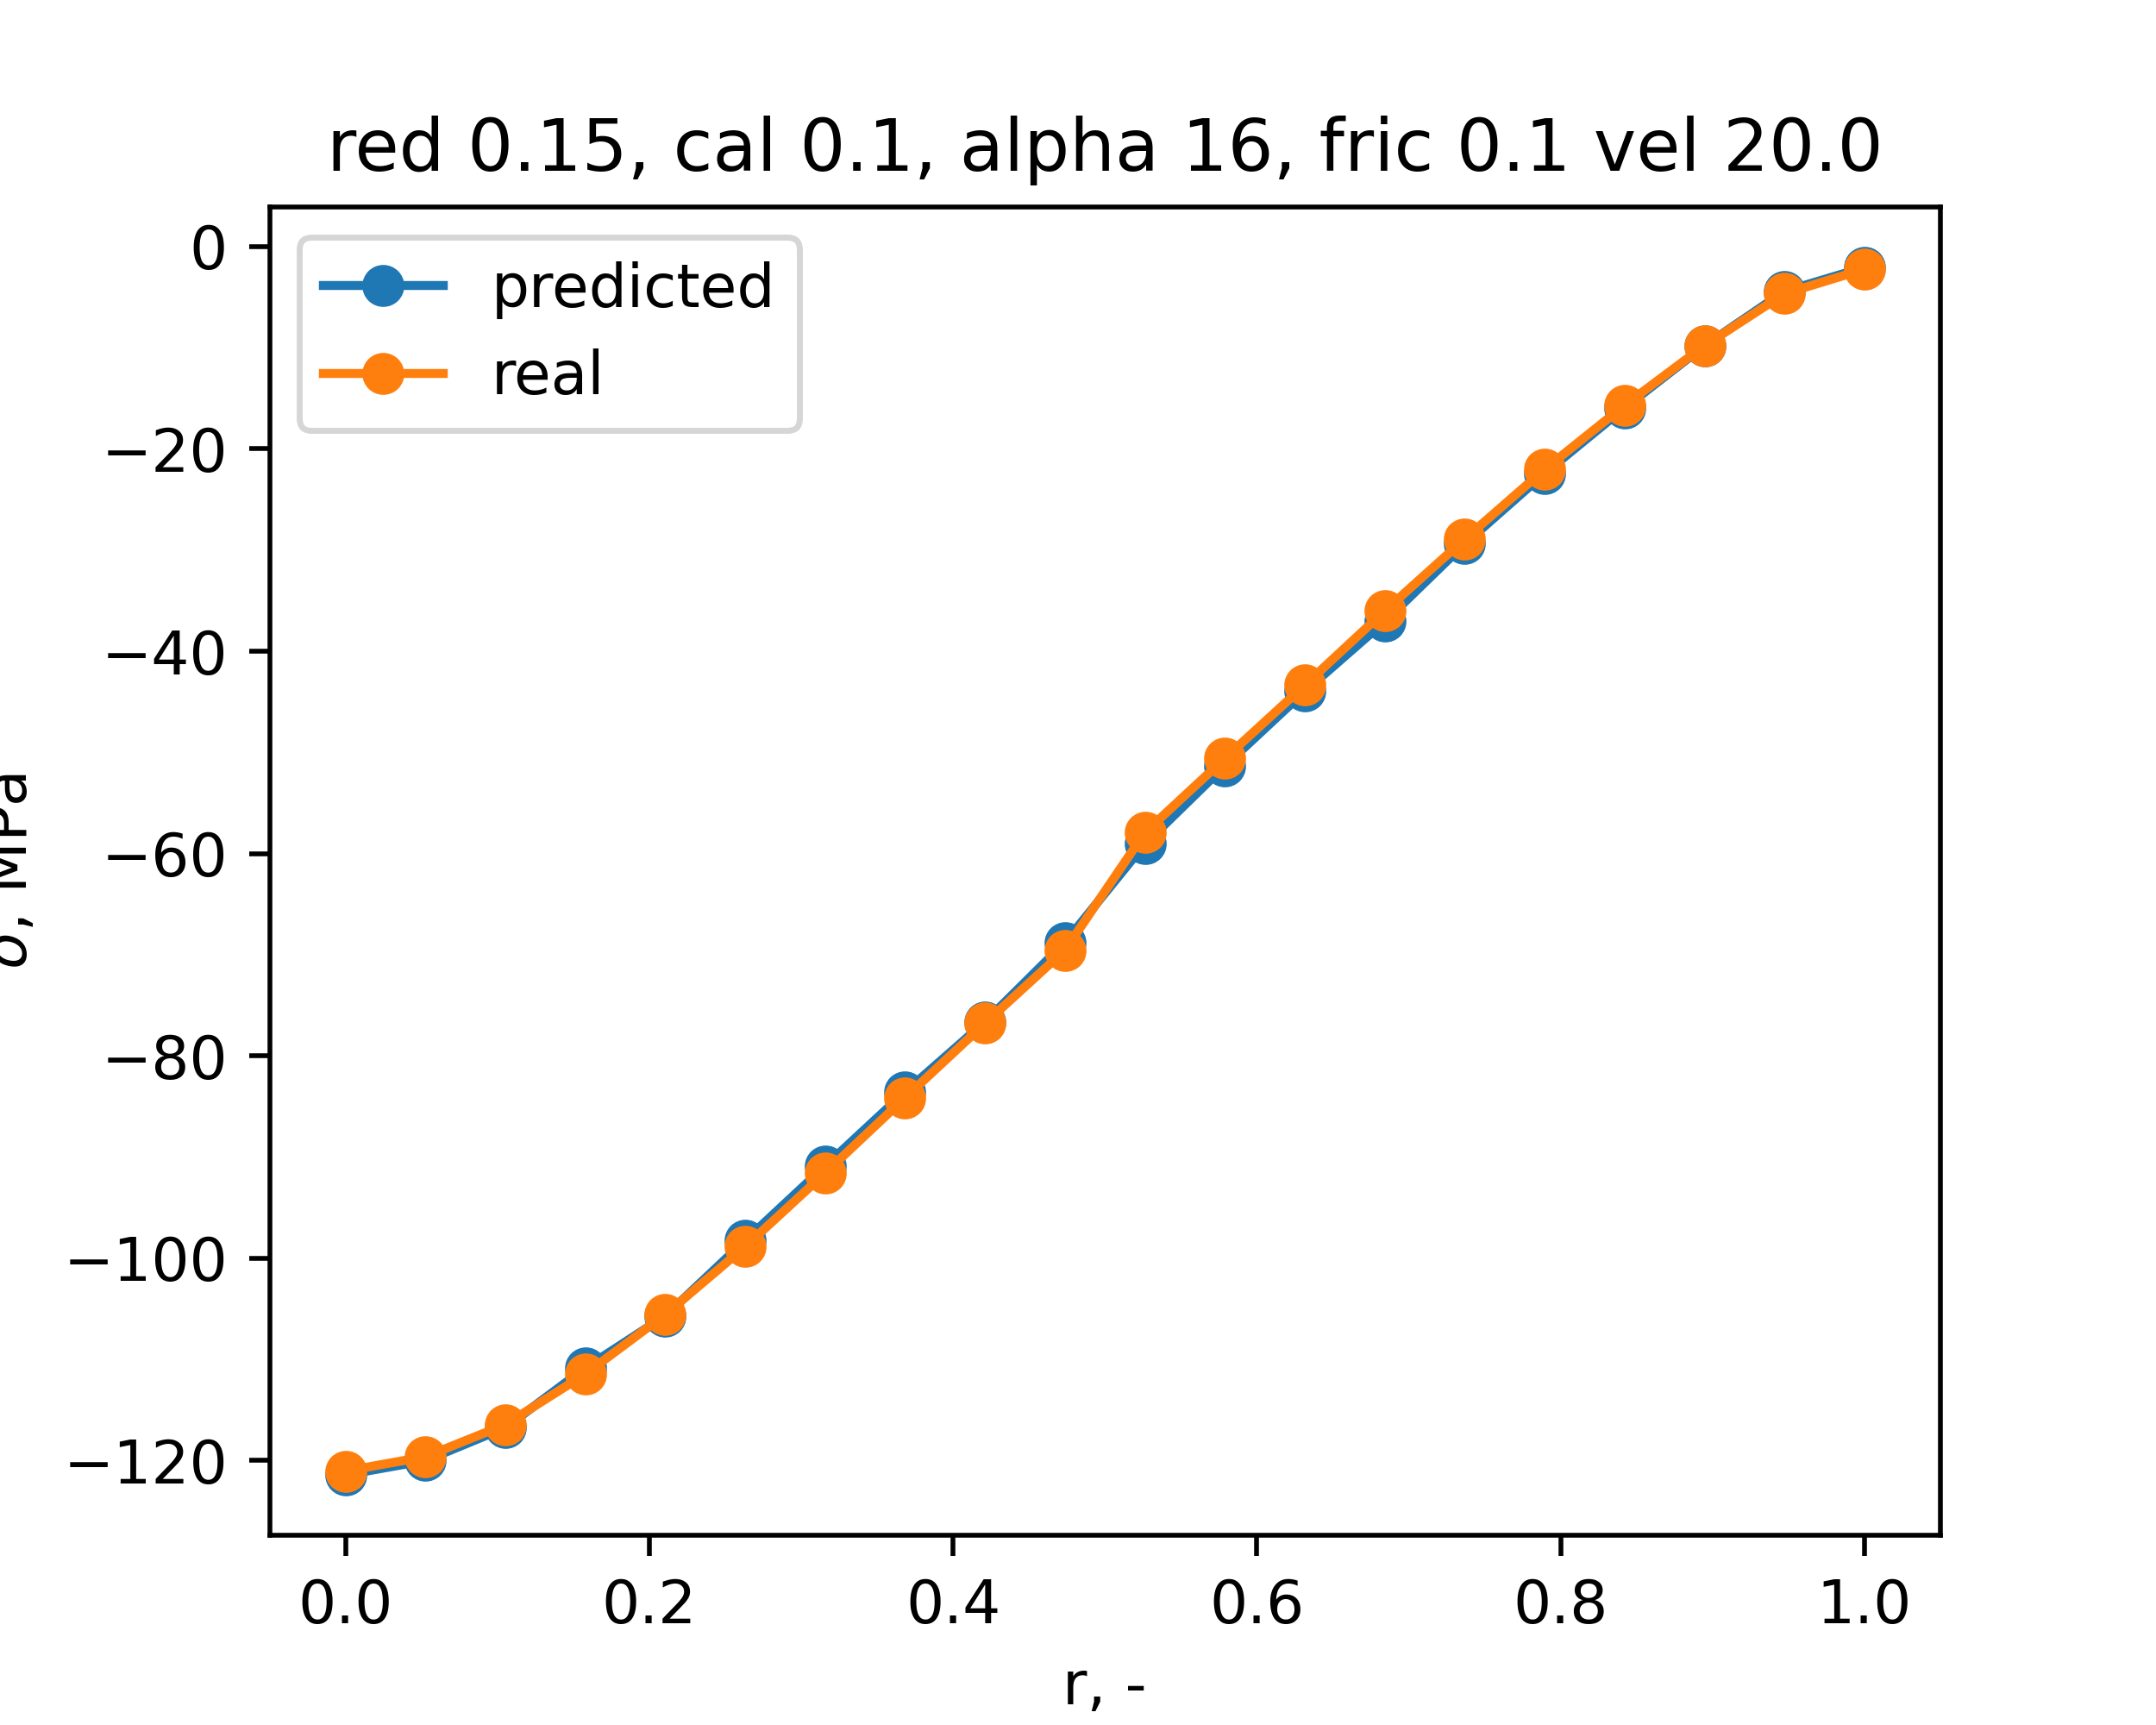 red 0.15, cal 0.1, alpha 16, fric 0.1 vel 20.0
predicted
real
0
−20
−40
−60
−80
−100
−120
σ, MPa
0.0 0.2 0.4 0.6 0.8 1.0
r, -